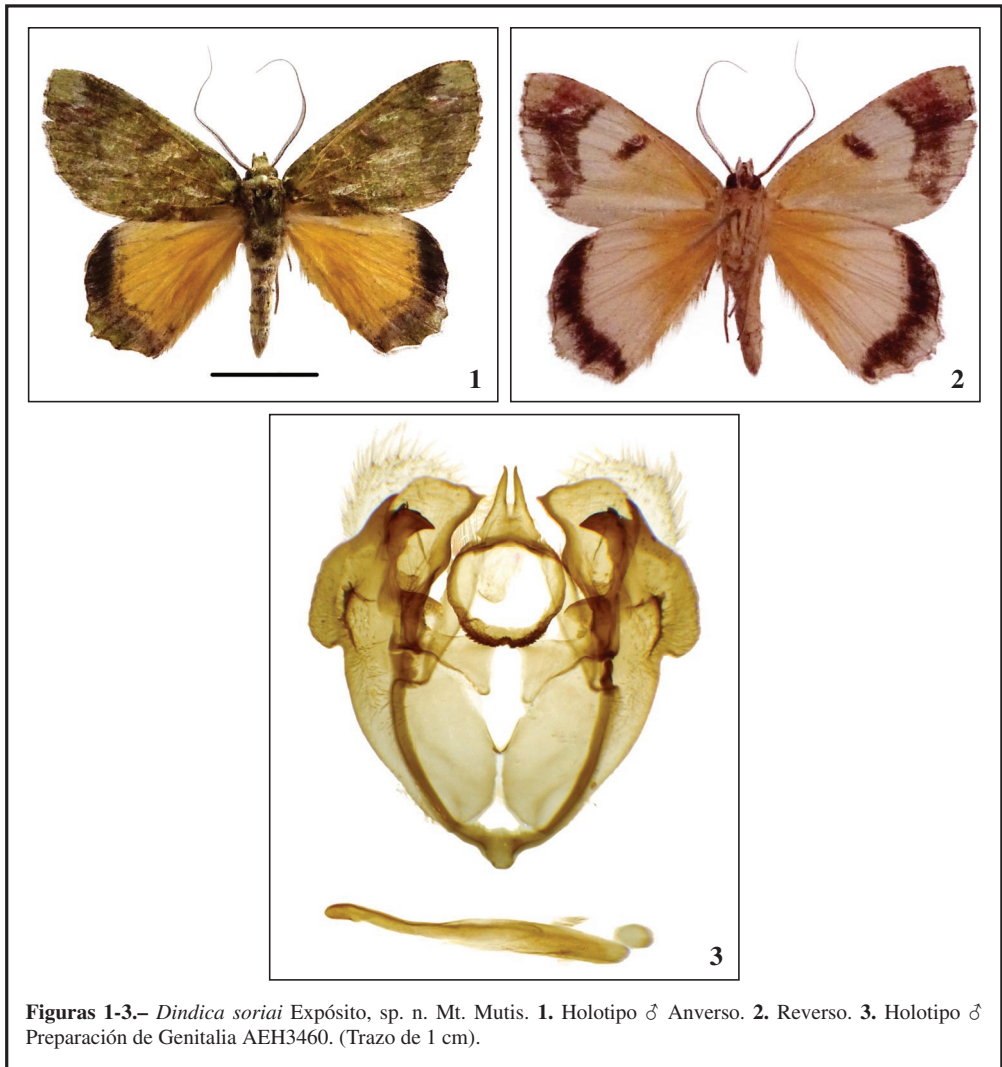 1
2
3
Figuras 1-3.– Dindica soriai Expósito, sp. n. Mt. Mutis. 1. Holotipo ♂ Anverso. 2. Reverso. 3. Holotipo ♂
Preparación de Genitalia AEH3460. (Trazo de 1 cm).